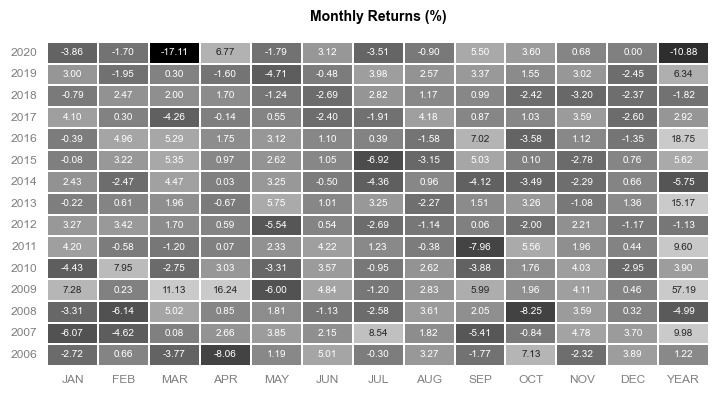 Monthly Returns (%)
2020 -3.86 -1.70 -17.11 6.77 -1.79 3.12 -3.51 -0.90 5.50 3.60 0.68 0.00 -10.88
2019 3.00 -1.95 0.30 -1.60 -4.71 -0.48 3.98 2.57 3.37 1.55 3.02 -2.45 6.34
2018 -0.79 2.47 2.00 1.70 -1.24 -2.69 2.82 1.17 0.99 -2.42 -3.20 -2.37 -1.82
2017 4.10 0.30 -4.26 -0.14 0.55 -2.40 -1.91 4.18 0.87 1.03 3.59 -2.60 2.92
2016 -0.39 4.96 5.29 1.75 3.12 1.10 0.39 -1.58 7.02 -3.58 1.12 -1.35 18.75
2015 -0.08 3.22 5.35 0.97 2.62 1.05 -6.92 -3.15 5.03 0.10 -2.78 0.76 5.62
2014 2.43 -2.47 4.47 0.03 3.25 -0.50 -4.36 0.96 -4.12 -3.49 -2.29 0.66 -5.75
2013 -0.22 0.61 1.96 -0.67 5.75 1.01 3.25 -2.27 1.51 3.26 -1.08 1.36 15.17
2012 3.27 3.42 1.70 0.59 -5.54 0.54 -2.69 -1.14 0.06 -2.00 2.21 -1.17 -1.13
2011 4.20 -0.58 -1.20 0.07 2.33 4.22 1.23 -0.38 -7.96 5.56 1.96 0.44 9.60
2010 -4.43 7.95 -2.75 3.03 -3.31 3.57 -0.95 2.62 -3.88 1.76 4.03 -2.95 3.90
2009 7.28 0.23 11.13 16.24 -6.00 4.84 -1.20 2.83 5.99 1.96 4.11 0.46 57.19
2008 -3.31 -6.14 5.02 0.85 1.81 -1.13 -2.58 3.61 2.05 -8.25 3.59 0.32 -4.99
2007 -6.07 -4.62 0.08 2.66 3.85 2.15 8.54 1.82 -5.41 -0.84 4.78 3.70 9.98
2006 -2.72 0.66 -3.77 -8.06 1.19 5.01 -0.30 3.27 -1.77 7.13 -2.32 3.89 1.22
JAN FEB MAR APR MAY JUN JUL AUG SEP OCT NOV DEC YEAR